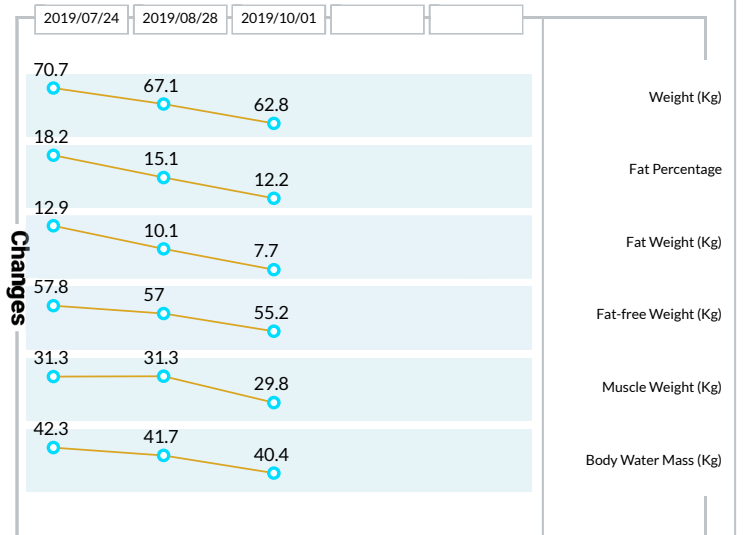 2019/07/24 2019/08/28 2019/10/01
70.7 67.1 62.8 Weight (Kg)
18.2 15.1 12.2 Fat Percentage
12.9 10.1 7.7 Fat Weight (Kg)
Changes
57.8 57 55.2 Fat-free Weight (Kg)
31.3 31.3 29.8 Muscle Weight (Kg)
42.3 41.7 40.4 Body Water Mass (Kg)